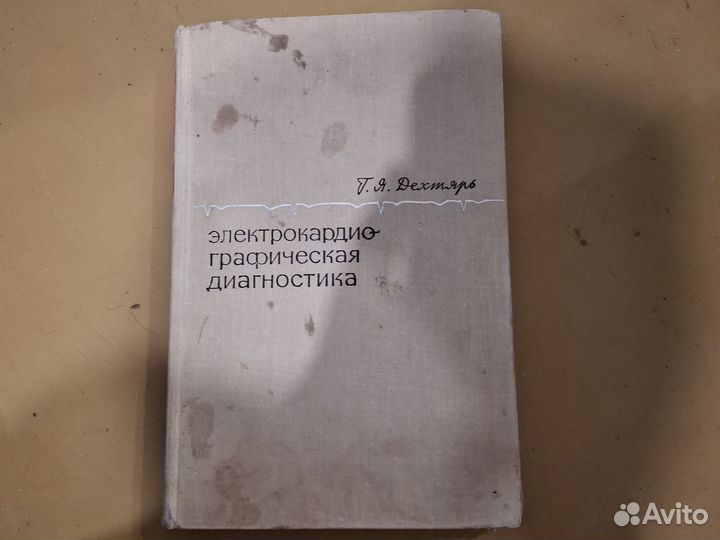 Г. Я. Дехтярь
электрокардио-
графическая
диагностика
Avito